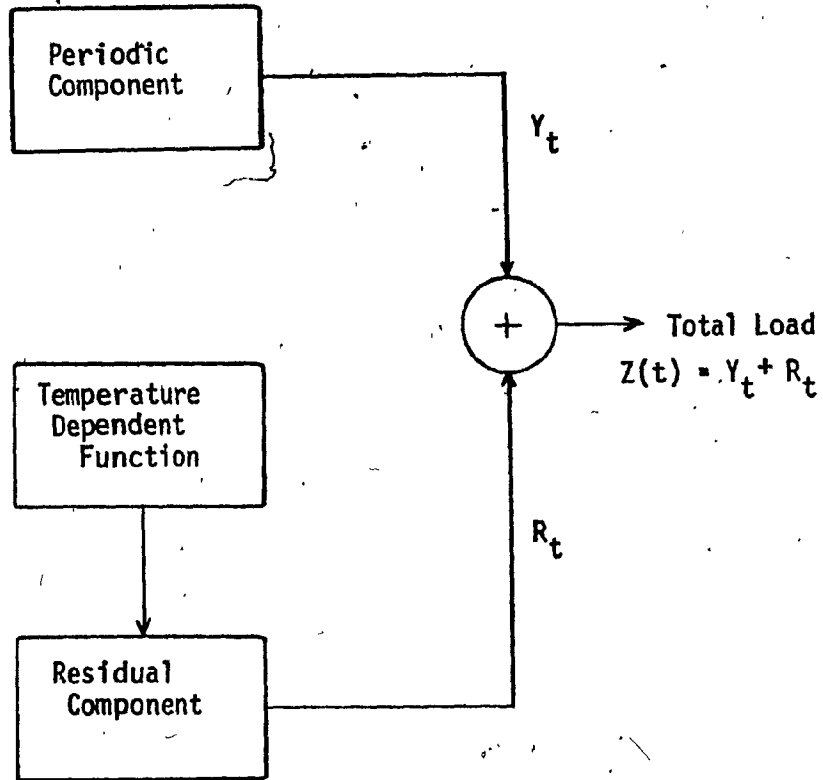 Periodic
Component
Y_t
+
Total Load
Z(t) = Y_t + R_t
Temperature
Dependent
Function
R_t
Residual
Component